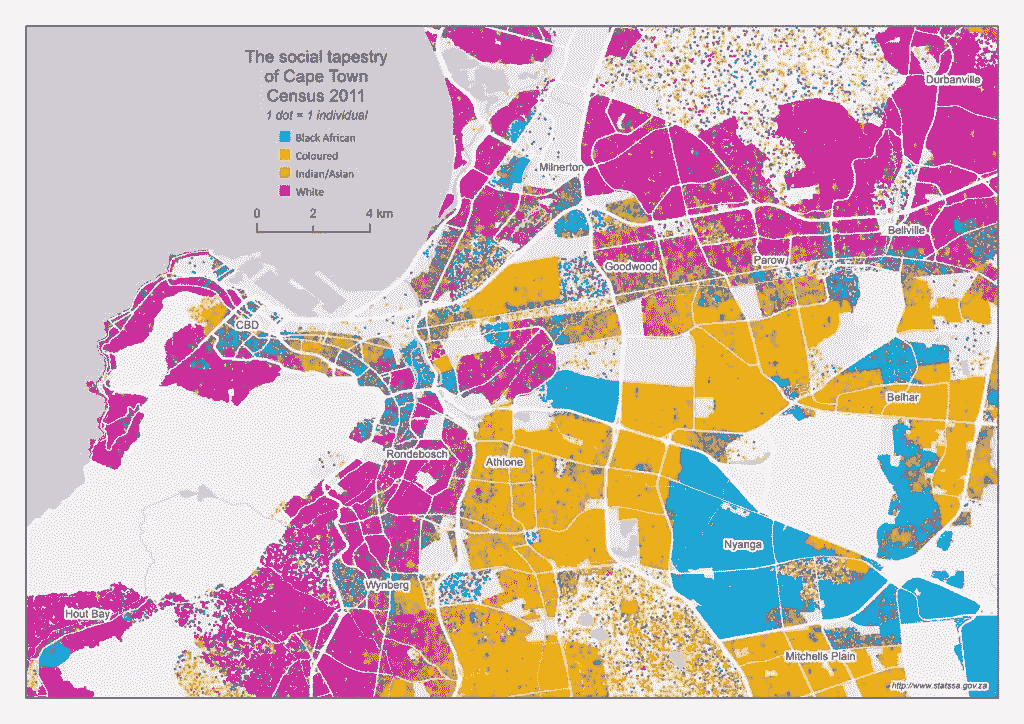 The social tapestry
of Cape Town
Census 2011
1 dot = 1 individual
Black African
Coloured
Indian/Asian
White
0 2 4 km
Durbanville
Milnerton
Bellville
Parow
Goodwood
CBD
Belhar
Rondebosch
Athlone
Nyanga
Wynberg
Hout Bay
Mitchells Plain
http://www.statssa.gov.za